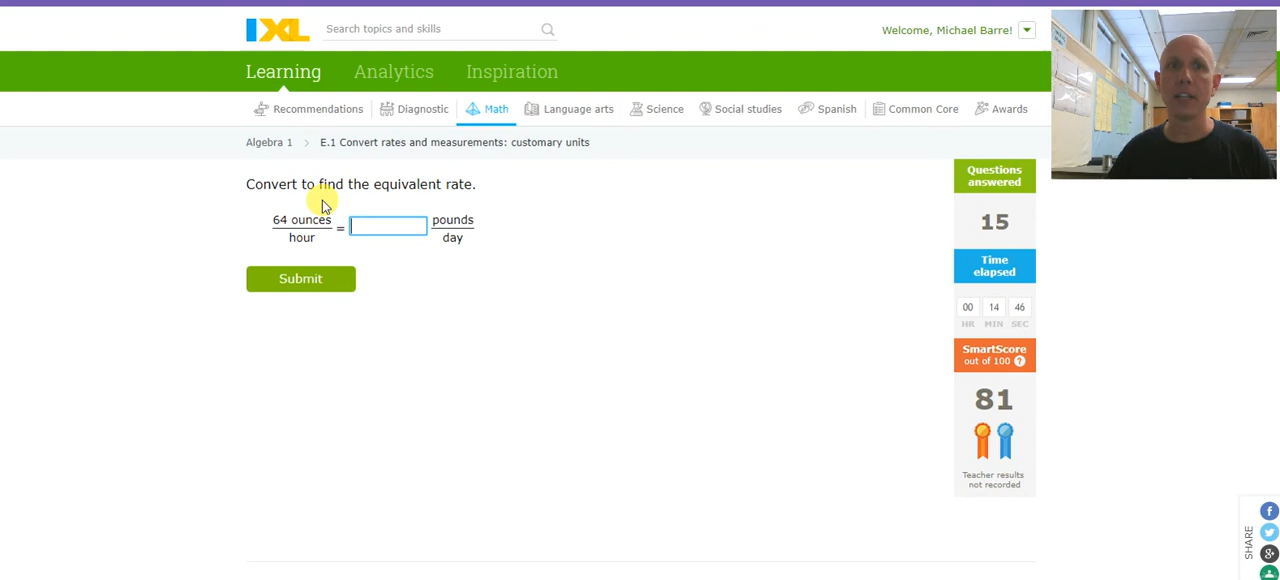 IXL
Search topics and skills
Welcome, Michael Barre!
Learning
Analytics
Inspiration
Recommendations
Diagnostic
Math
Language arts
Science
Social studies
Spanish
Common Core
Awards
Algebra 1 > E.1 Convert rates and measurements: customary units
Convert to find the equivalent rate.
64 ounces
hour
=
pounds
day
Submit
Questions
answered
15
Time
elapsed
00 14 46
HR MIN SEC
SmartScore
out of 100 ?
81
Teacher results
not recorded
SHARE